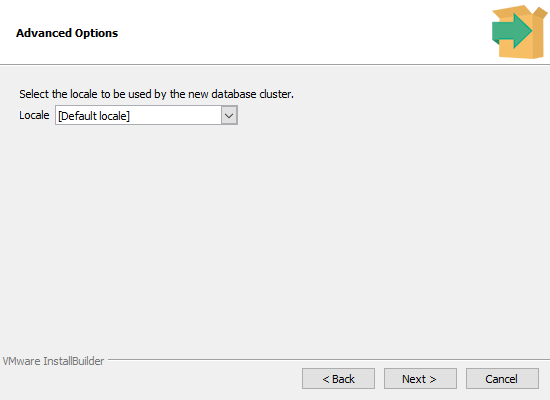 Advanced Options
Select the locale to be used by the new database cluster.
Locale [Default locale]
VMware InstallBuilder
< Back Next > Cancel